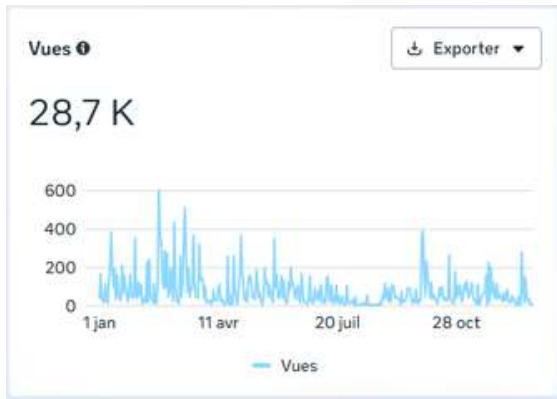 Vues
Exporter
28,7 K
600
400
200
0
1 jan
11 avr
20 juil
28 oct
Vues